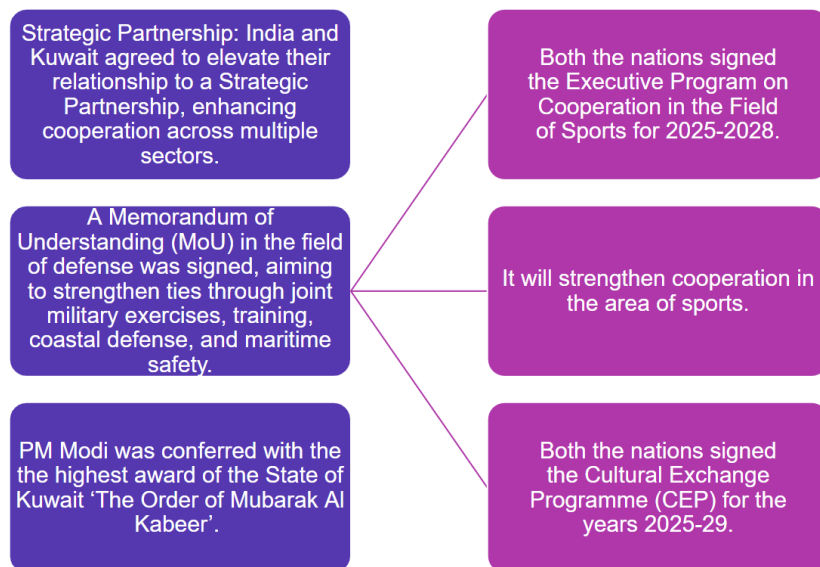 Strategic Partnership: India and
Kuwait agreed to elevate their
relationship to a Strategic
Partnership, enhancing
cooperation across multiple
sectors.
A Memorandum of
Understanding (MoU) in the field
of defense was signed, aiming
to strengthen ties through joint
military exercises, training,
coastal defense, and maritime
safety.
PM Modi was conferred with the
the highest award of the State of
Kuwait ‘The Order of Mubarak Al
Kabeer’.
Both the nations signed
the Executive Program on
Cooperation in the Field
of Sports for 2025-2028.
It will strengthen cooperation in
the area of sports.
Both the nations signed
the Cultural Exchange
Programme (CEP) for the
years 2025-29.